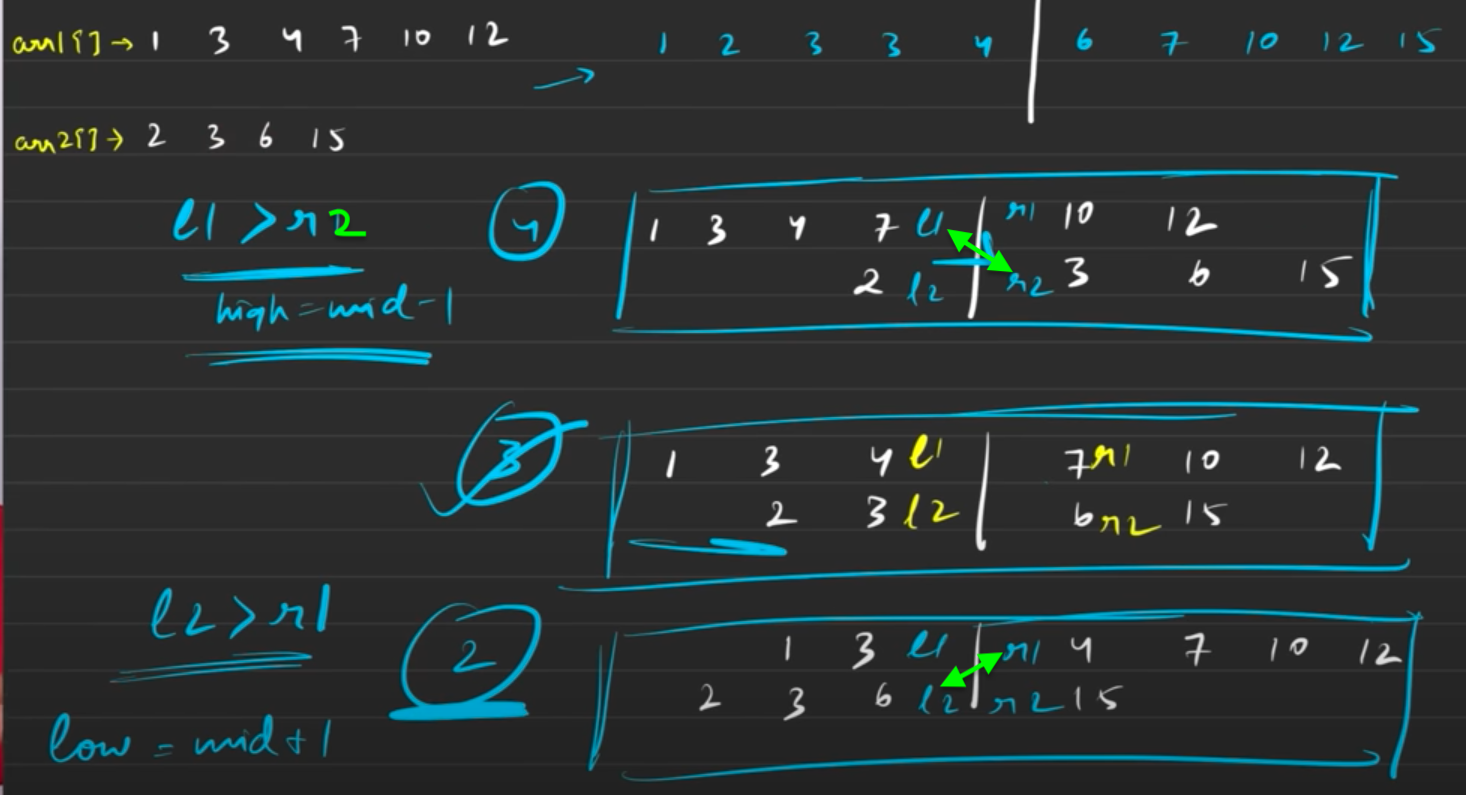 arr1[] → 1 3 4 7 10 12
→ 1 2 3 3 4 | 6 7 10 12 15
arr2[] → 2 3 6 15
l1 > r2
high = mid - 1
4
1 3 4 7 l1 | r1 10 12
2 l2 | r2 3 6 15
3
1 3 4 l1 | 7 r1 10 12
2 3 l2 | 6 r2 15
l2 > r1
low = mid + 1
2
1 3 l1 | r1 4 7 10 12
2 3 6 l2 | r2 15